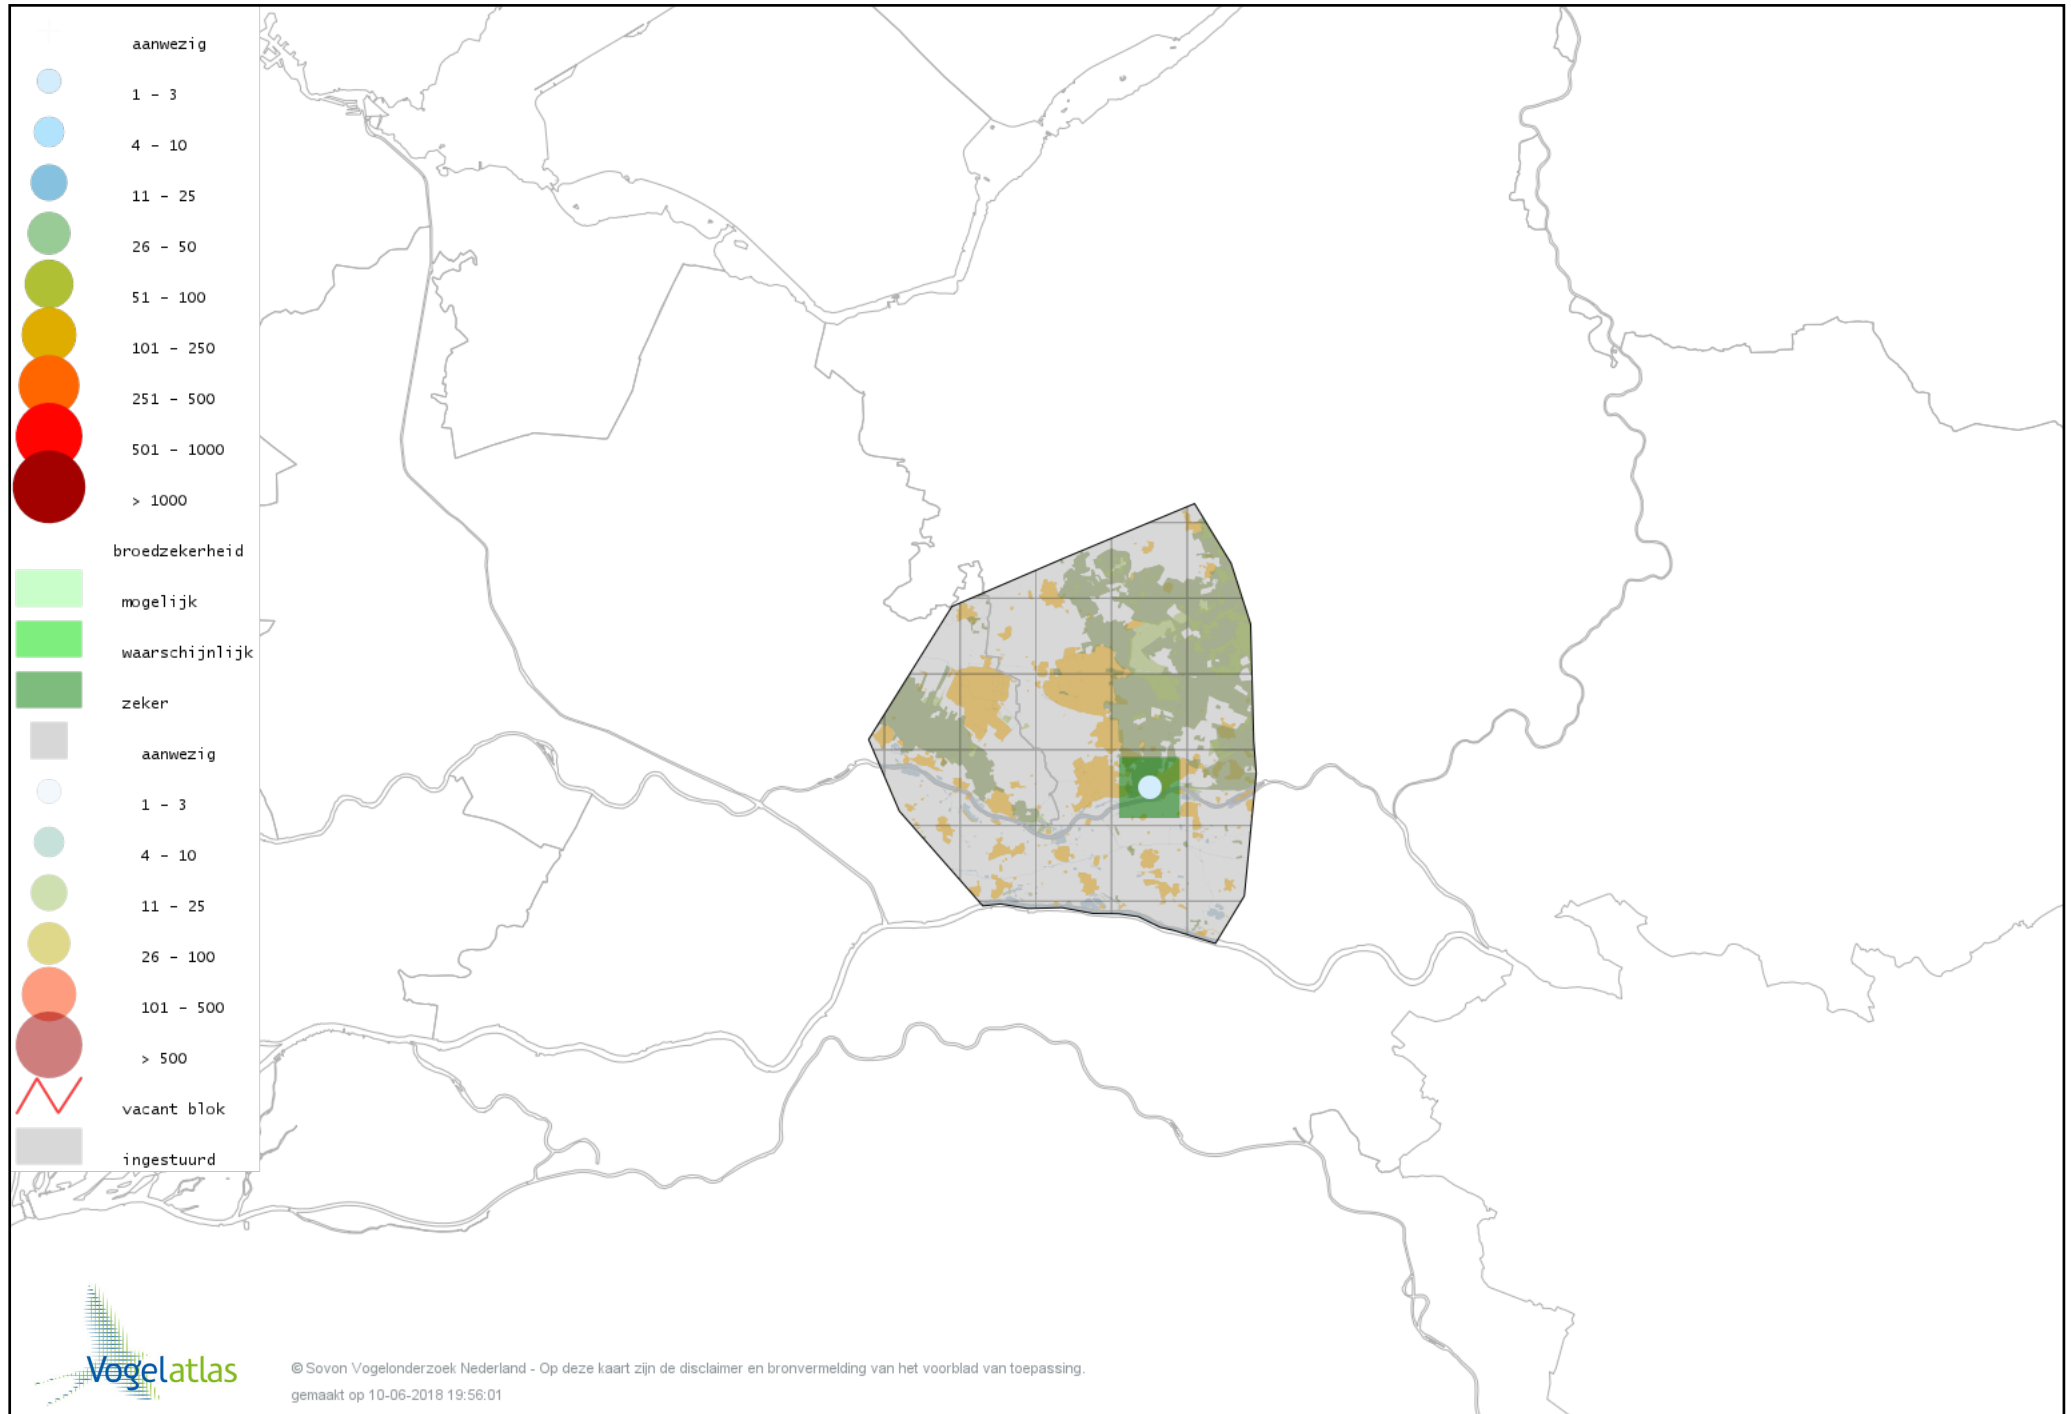 aanwezig
1 - 3
4 - 10
11 - 25
26 - 50
51 - 100
101 - 250
251 - 500
501 - 1000
> 1000
broedzekerheid
mogelijk
waarschijnlijk
zeker
aanwezig
1 - 3
4 - 10
11 - 25
26 - 100
101 - 500
> 500
vacant blok
ingestuurd
Vogelatlas
© Sovon Vogelonderzoek Nederland - Op deze kaart zijn de disclaimer en bronvermelding van het voorblad van toepassing.
gemaakt op 10-06-2018 19:56:01